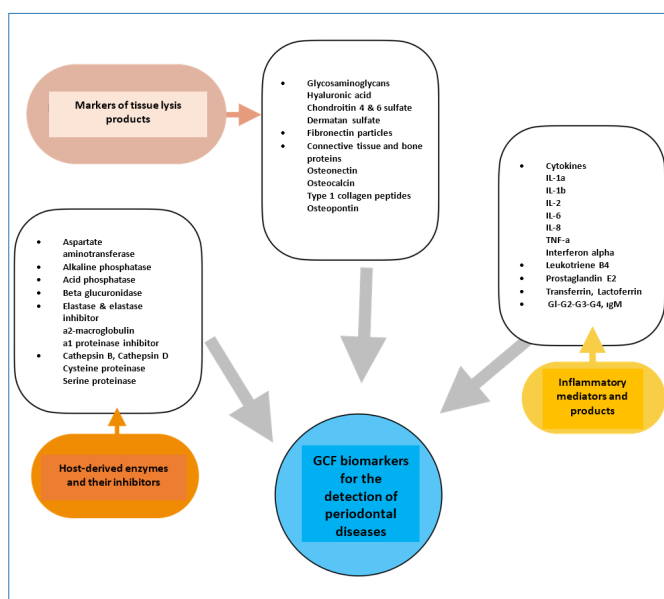 Markers of tissue lysis
products
• Glycosaminoglycans
Hyaluronic acid
Chondroitin 4 & 6 sulfate
Dermatan sulfate
• Fibronectin particles
• Connective tissue and bone
proteins
Osteonectin
Osteocalcin
Type 1 collagen peptides
Osteopontin
• Cytokines
IL-1a
IL-1b
IL-2
IL-6
IL-8
TNF-a
Interferon alpha
• Leukotriene B4
• Prostaglandin E2
• Transferrin, Lactoferrin
• Gl-G2-G3-G4, ıgM
• Aspartate
aminotransferase
• Alkaline phosphatase
• Acid phosphatase
• Beta glucuronidase
• Elastase & elastase
inhibitor
a2-macroglobulin
a1 proteinase inhibitor
• Cathepsin B, Cathepsin D
Cysteine proteinase
Serine proteinase
Inflammatory
mediators and
products
Host-derived enzymes
and their inhibitors
GCF biomarkers
for the
detection of
periodontal
diseases